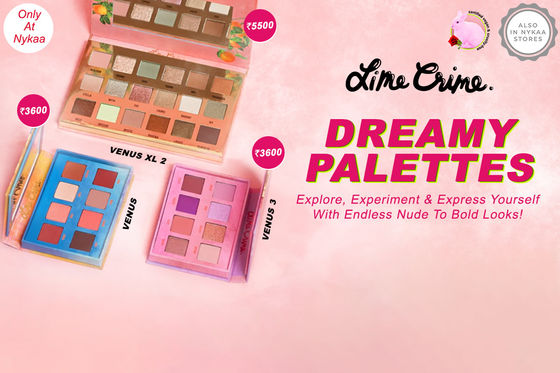 Only
At
Nykaa
₹5500
ALSO
IN NYKAA
STORES
Lime Crime.
₹3600
₹3600
DREAMY
PALETTES
VENUS XL 2
Explore, Experiment & Express Yourself
With Endless Nude To Bold Looks!
VENUS
VENUS 3